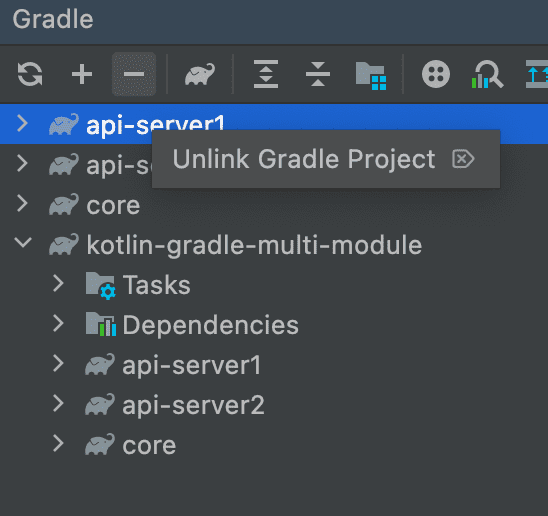 Gradle
api-server1
Unlink Gradle Project
core
kotlin-gradle-multi-module
Tasks
Dependencies
api-server1
api-server2
core